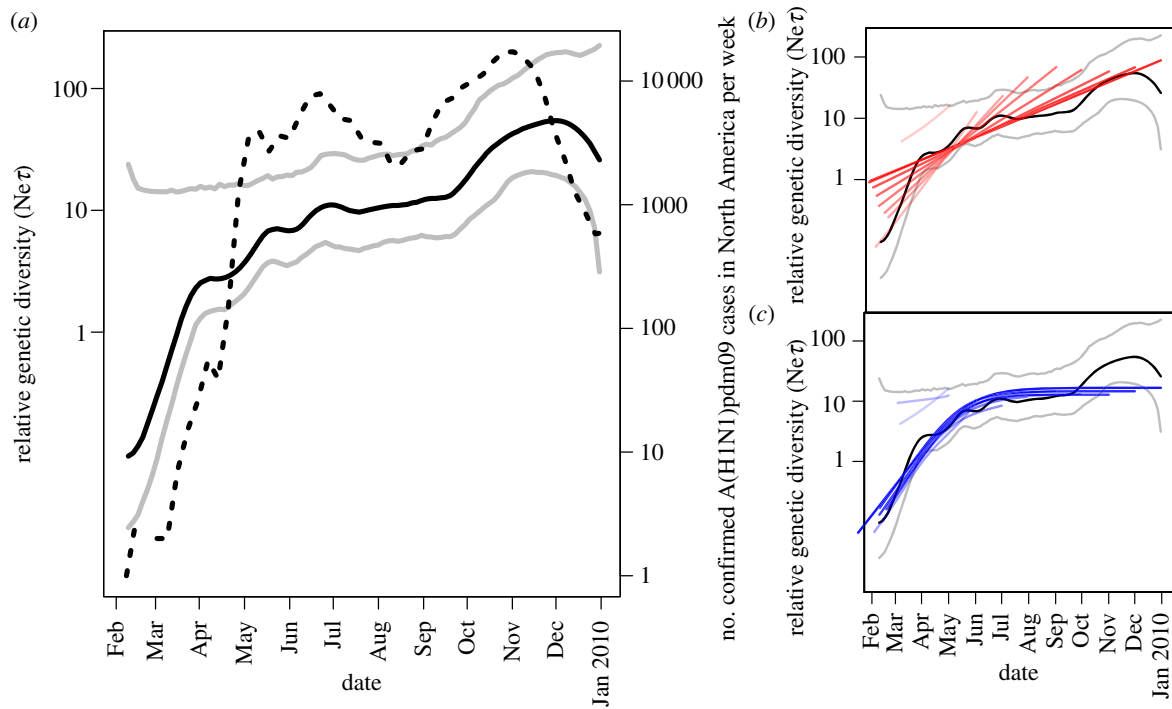 (a)
relative genetic diversity (Neτ)
100
10
1
no. confirmed A(H1N1)pdm09 cases in North America per week
10000
1000
100
10
1
Feb
Mar
Apr
May
Jun
Jul
Aug
Sep
Oct
Nov
Dec
Jan 2010
date
(b)
relative genetic diversity (Neτ)
100
10
1
(c)
relative genetic diversity (Neτ)
100
10
1
Feb
Mar
Apr
May
Jun
Jul
Aug
Sep
Oct
Nov
Dec
Jan 2010
date